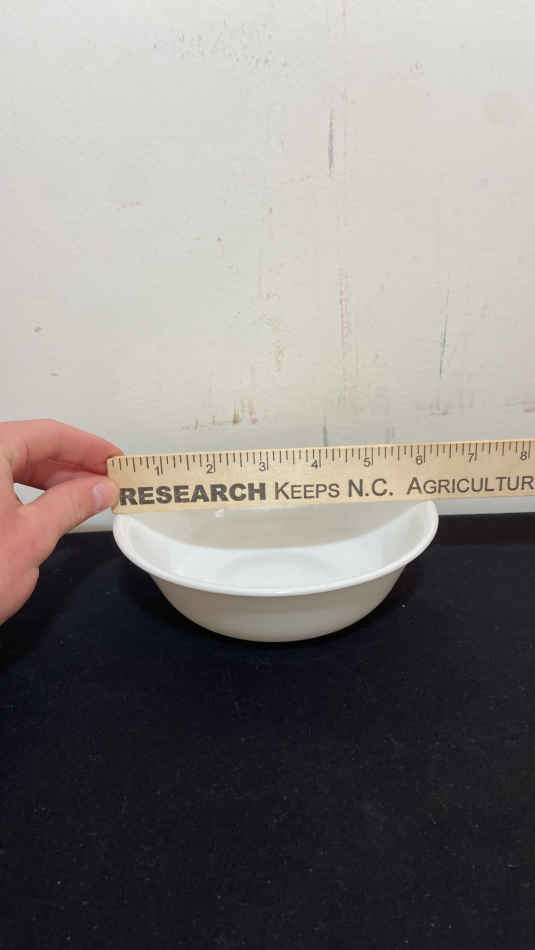 1 2 3 4 5 6 7 8
RESEARCH KEEPS N.C. AGRICULTUR